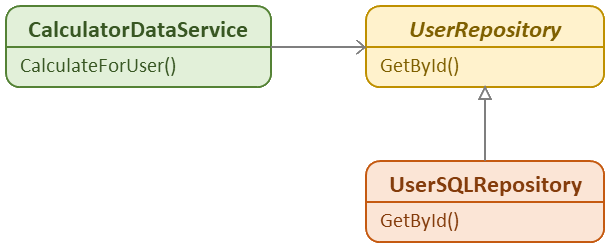 CalculatorDataService
CalculateForUser()
UserRepository
GetById()
UserSQLRepository
GetById()